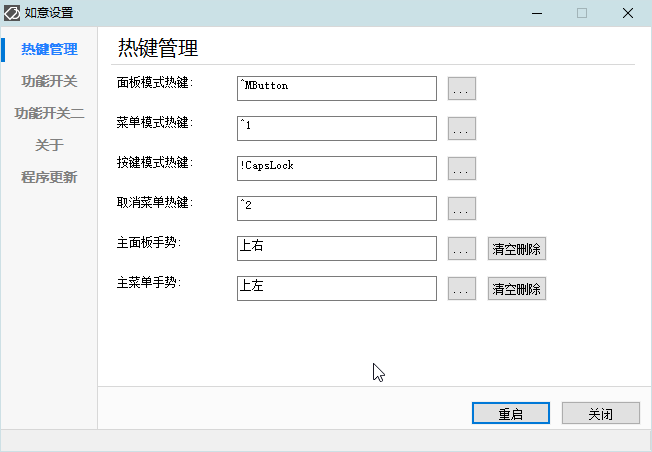 如意设置
热键管理
功能开关
功能开关二
关于
程序更新
热键管理
面板模式热键: ^MButton ...
菜单模式热键: ^1 ...
按键模式热键: !CapsLock ...
取消菜单热键: ^2 ...
主面板手势: 上右 ... 清空删除
主菜单手势: 上左 ... 清空删除
重启 关闭